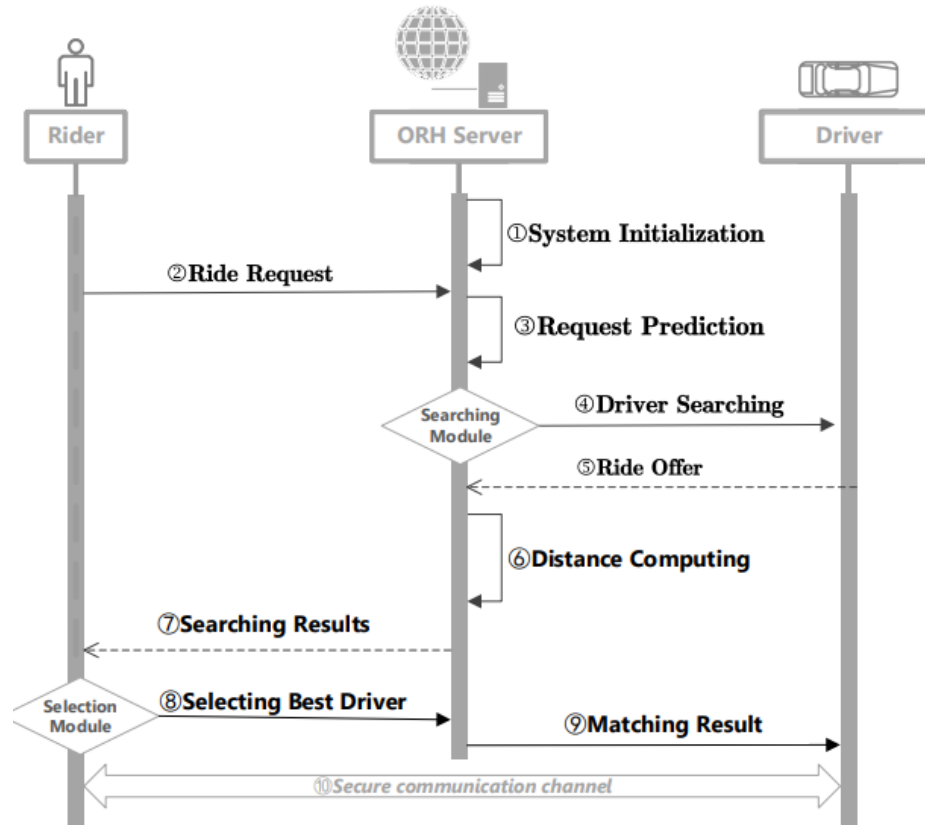 Rider
ORH Server
Driver
①System Initialization
②Ride Request
③Request Prediction
Searching
Module
④Driver Searching
⑤Ride Offer
⑥Distance Computing
⑦Searching Results
Selection
Module
⑧Selecting Best Driver
⑨Matching Result
⑩Secure communication channel